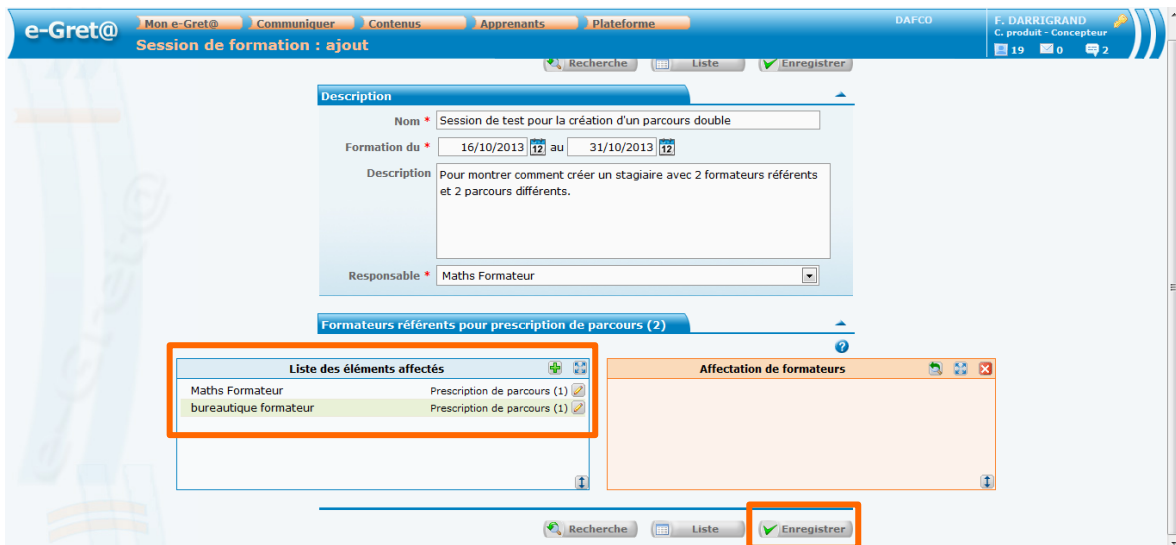 e-Gret@
Mon e-Gret@ Communiquer Contenus Apprenants Plateforme
Session de formation : ajout
DAFCO
F. DARRIGRAND
C. produit - Concepteur
19 0 2
Recherche Liste Enregistrer
Description
Nom * Session de test pour la création d'un parcours double
Formation du * 16/10/2013 12 au 31/10/2013 12
Description Pour montrer comment créer un stagiaire avec 2 formateurs référents
et 2 parcours différents.
Responsable * Maths Formateur
Formateurs référents pour prescription de parcours (2)
?
Liste des éléments affectés
Affectation de formateurs
Maths Formateur Prescription de parcours (1)
bureautique formateur Prescription de parcours (1)
Recherche Liste Enregistrer
e-Gret@